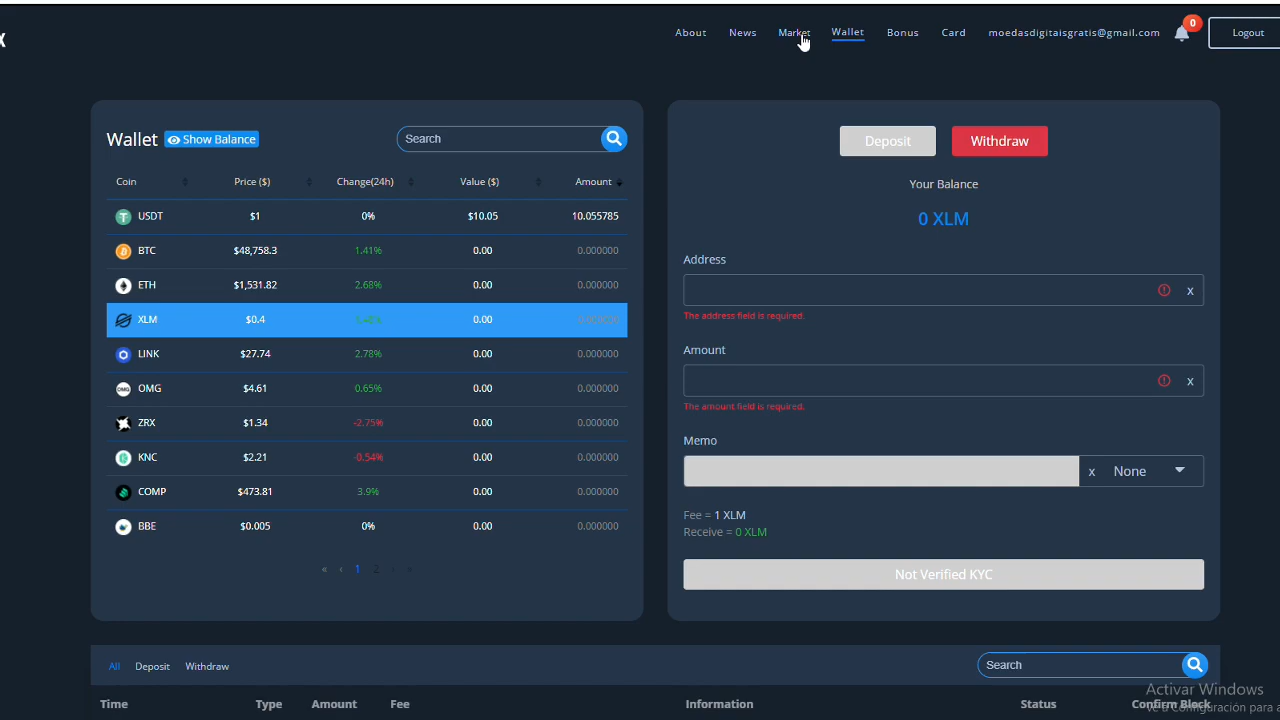 X
About News Market Wallet Bonus Card moedasdigitaisgratis@gmail.com 0 Logout
Wallet Show Balance Search
Coin Price ($) Change(24h) Value ($) Amount
USDT $1 0% $10.05 10.055785
BTC $48,758.3 1.41% 0.00 0.000000
ETH $1,531.82 2.68% 0.00 0.000000
XLM $0.4 0.00 0.000000
LINK $27.74 2.78% 0.00 0.000000
OMG $4.61 0.65% 0.00 0.000000
ZRX $1.34 -2.75% 0.00 0.000000
KNC $2.21 -0.54% 0.00 0.000000
COMP $473.81 3.9% 0.00 0.000000
BBE $0.005 0% 0.00 0.000000
« ‹ 1 2 › »
Deposit Withdraw
Your Balance
0 XLM
Address
x
The address field is required.
Amount
x
The amount field is required.
Memo
x None
Fee = 1 XLM
Receive = 0 XLM
Not Verified KYC
All Deposit Withdraw Search
Time Type Amount Fee Information Status Confirm Block
Activar Windows
Ve a Configuración para a